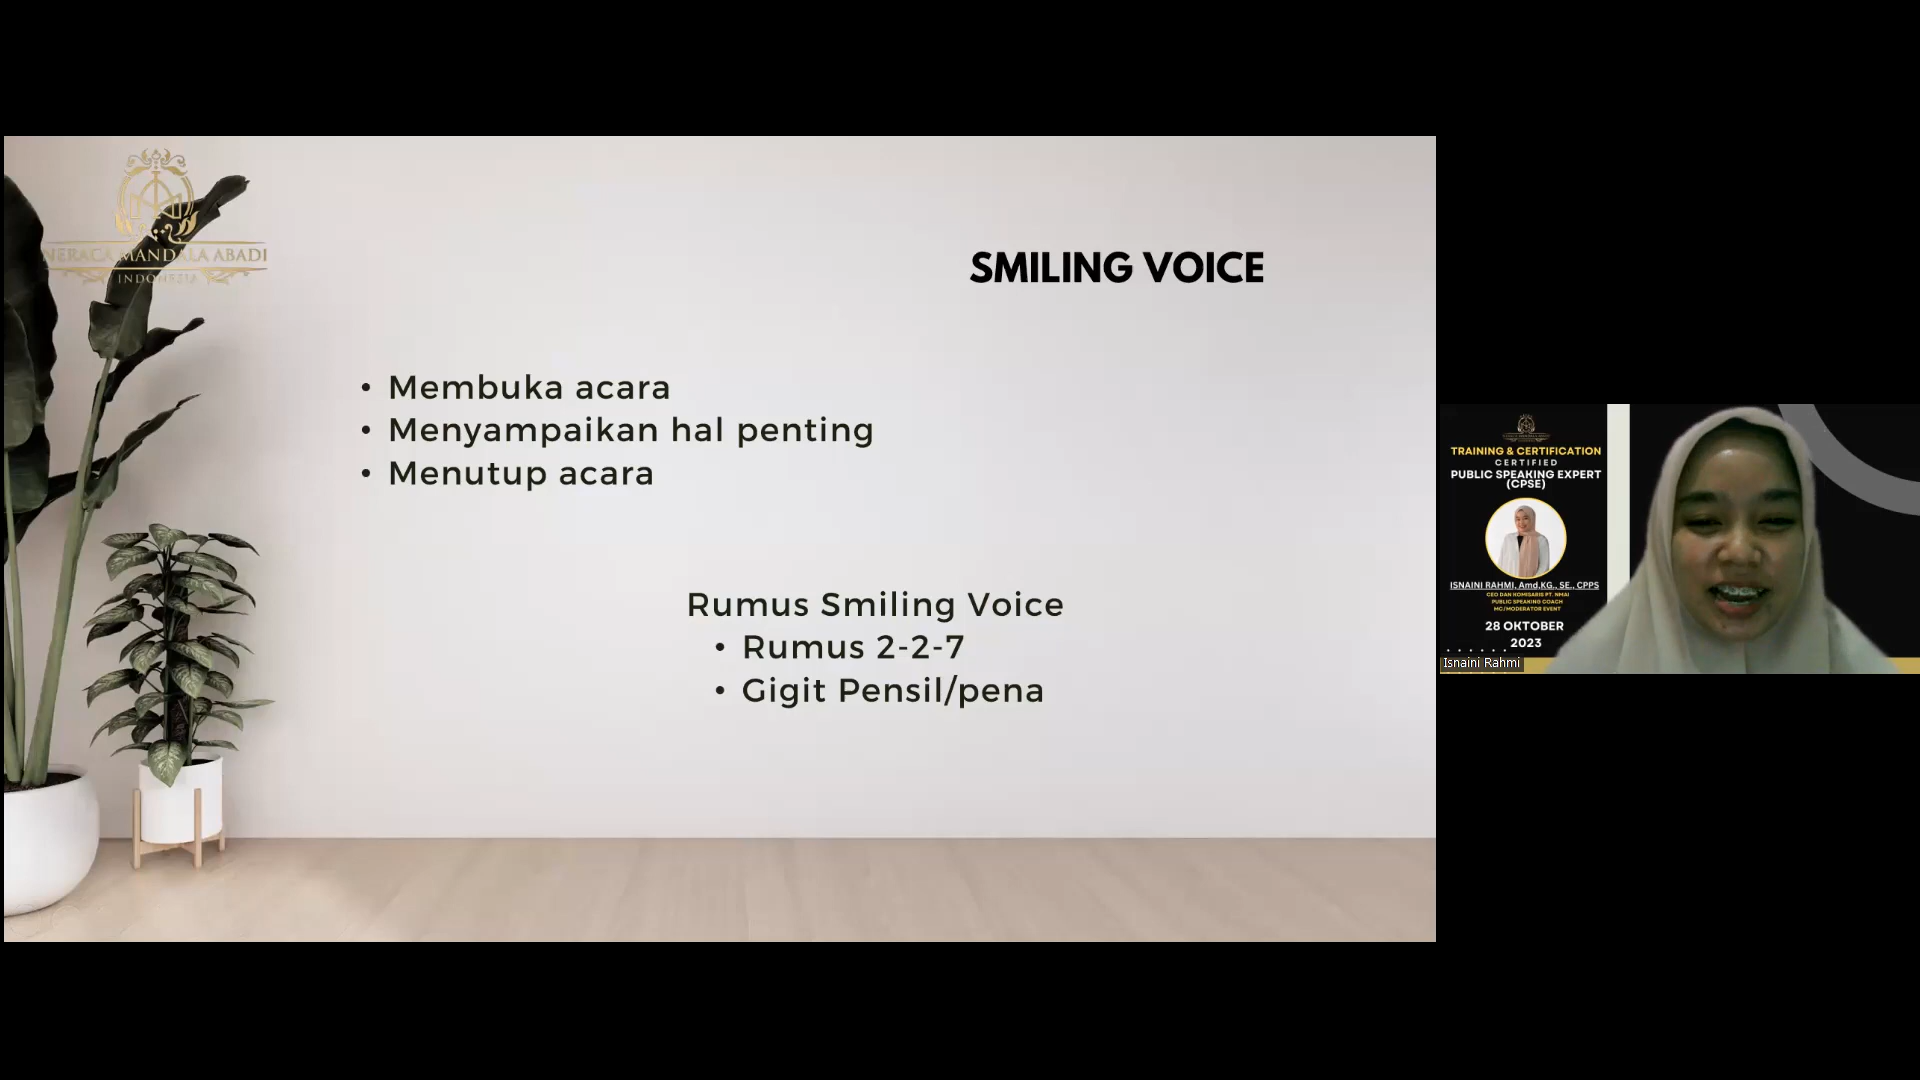 NERACA MANDALA ABADI
INDONESIA
SMILING VOICE
• Membuka acara
• Menyampaikan hal penting
• Menutup acara
Rumus Smiling Voice
• Rumus 2-2-7
• Gigit Pensil/pena
TRAINING & CERTIFICATION
CERTIFIED
PUBLIC SPEAKING EXPERT
(CPSE)
ISNAINI RAHMI, Amd,KG., SE., CPPS
CEO DAN KOMISARIS PT. NMAI
PUBLIC SPEAKING COACH
MC/MODERATOR EVENT
28 OKTOBER
2023
Isnaini Rahmi